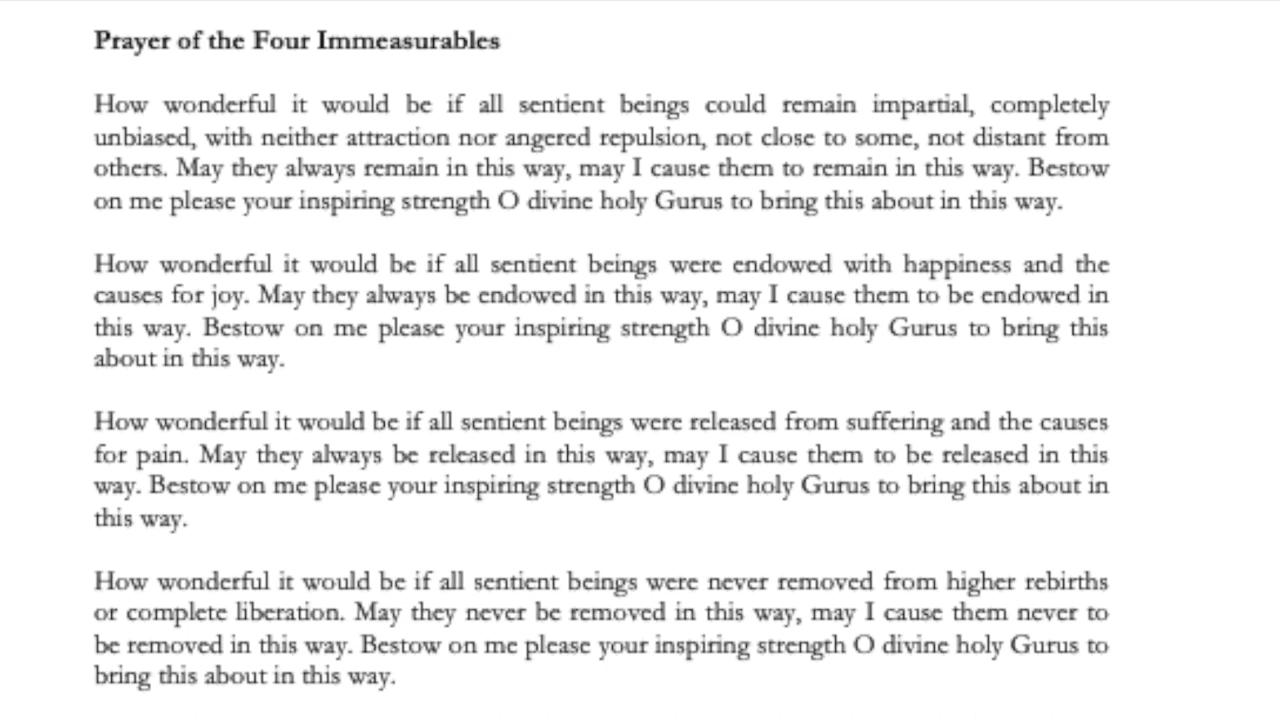 Prayer of the Four Immeasurables
How wonderful it would be if all sentient beings could remain impartial, completely
unbiased, with neither attraction nor angered repulsion, not close to some, not distant from
others. May they always remain in this way, may I cause them to remain in this way. Bestow
on me please your inspiring strength O divine holy Gurus to bring this about in this way.
How wonderful it would be if all sentient beings were endowed with happiness and the
causes for joy. May they always be endowed in this way, may I cause them to be endowed in
this way. Bestow on me please your inspiring strength O divine holy Gurus to bring this
about in this way.
How wonderful it would be if all sentient beings were released from suffering and the causes
for pain. May they always be released in this way, may I cause them to be released in this
way. Bestow on me please your inspiring strength O divine holy Gurus to bring this about in
this way.
How wonderful it would be if all sentient beings were never removed from higher rebirths
or complete liberation. May they never be removed in this way, may I cause them never to
be removed in this way. Bestow on me please your inspiring strength O divine holy Gurus to
bring this about in this way.